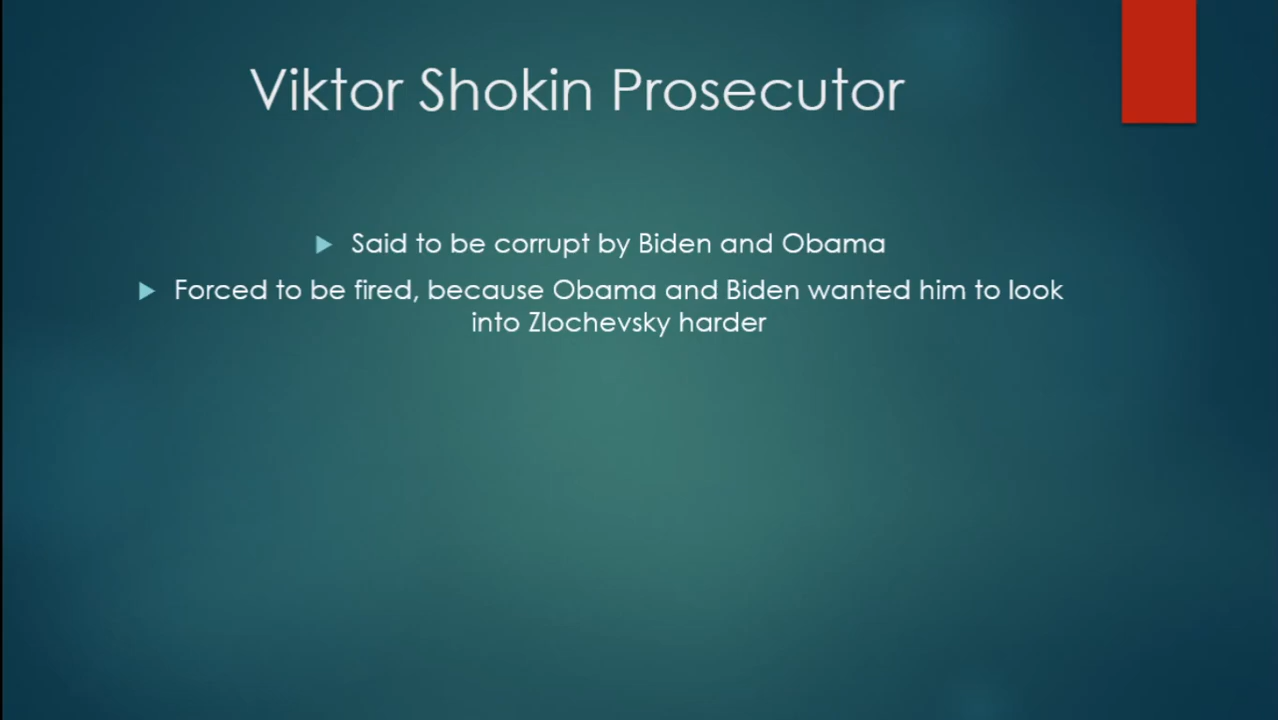 Viktor Shokin Prosecutor
Said to be corrupt by Biden and Obama
Forced to be fired, because Obama and Biden wanted him to look
into Zlochevsky harder